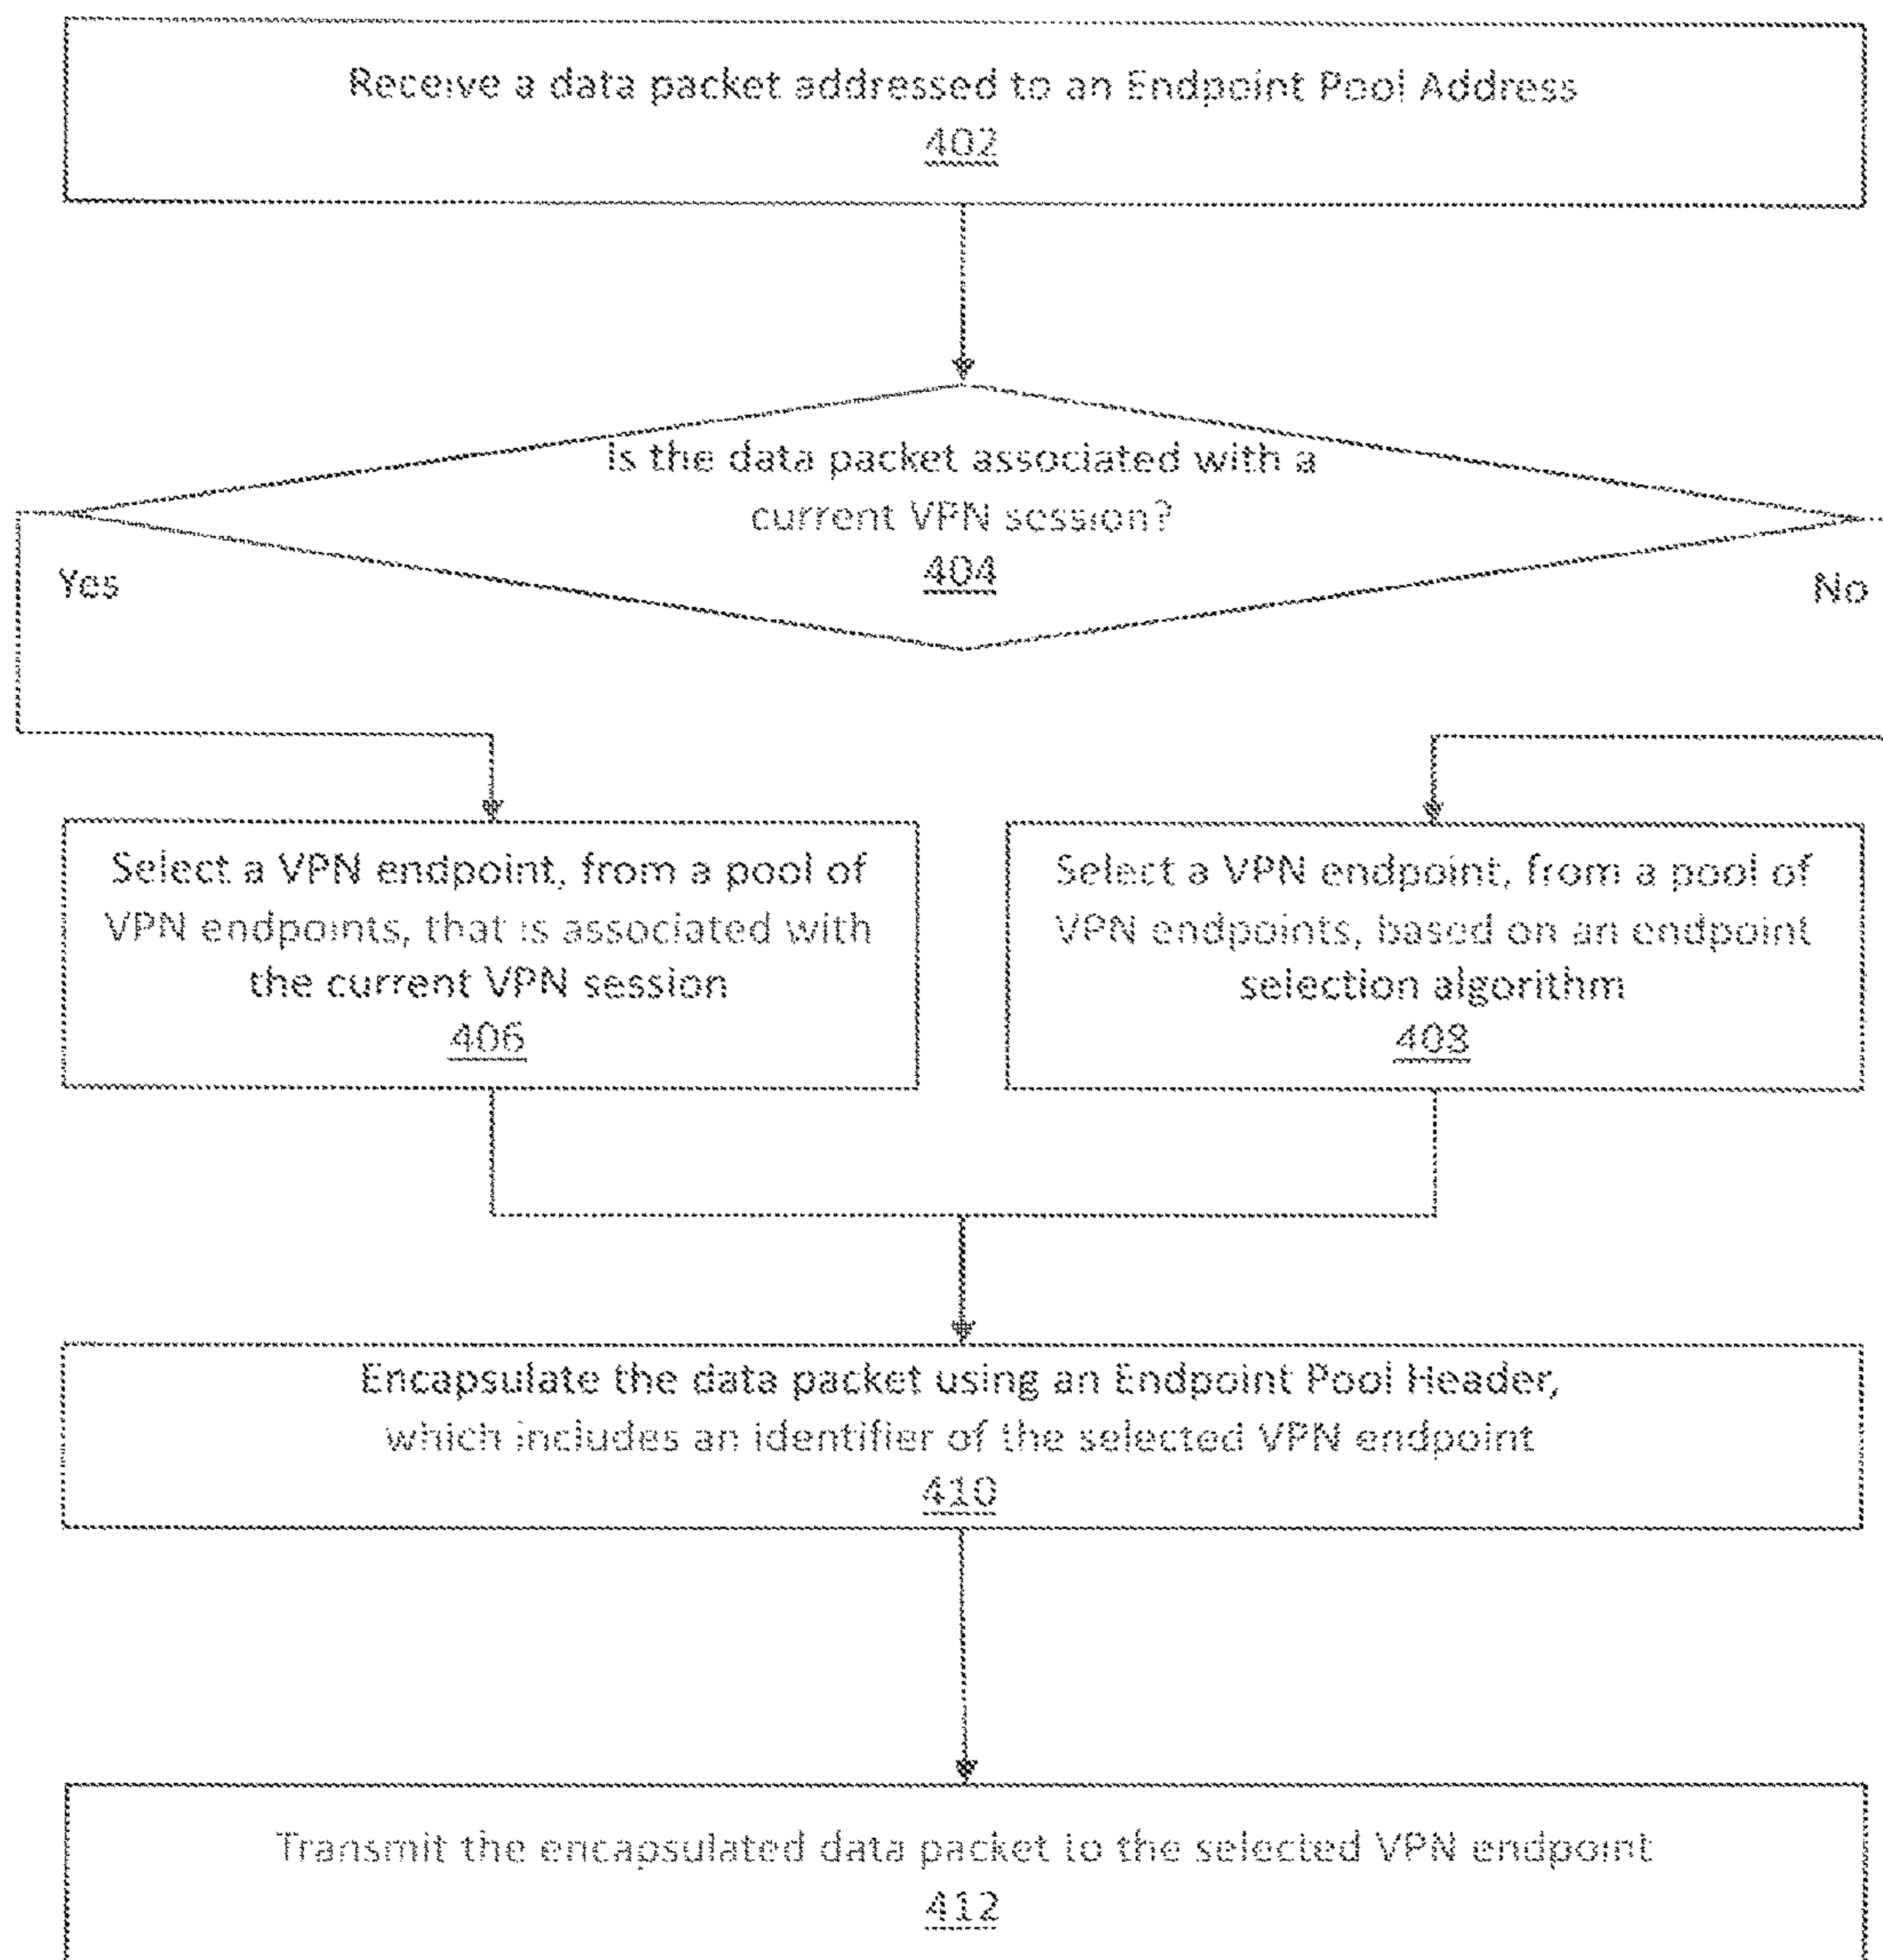 Receive a data packet addressed to an Endpoint Pool Address
402
Is the data packet associated with a
current VPN session?
404
Yes
No
Select a VPN endpoint, from a pool of
VPN endpoints, that is associated with
the current VPN session
406
Select a VPN endpoint, from a pool of
VPN endpoints, based on an endpoint
selection algorithm
408
Encapsulate the data packet using an Endpoint Pool Header,
which includes an identifier of the selected VPN endpoint
410
Transmit the encapsulated data packet to the selected VPN endpoint
412